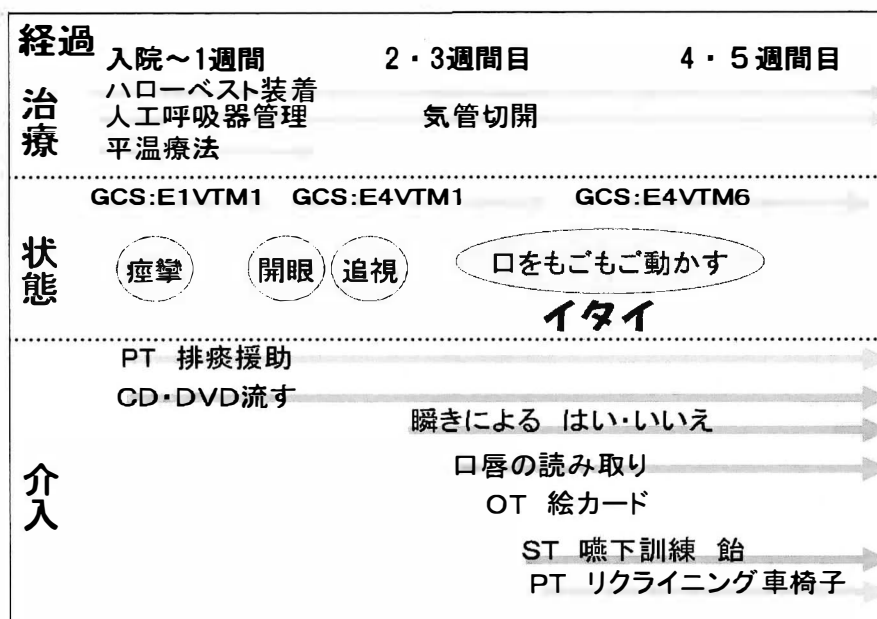 経過
入院～1週間 2・3週間目 4・5週間目
治療
ハローベスト装着
人工呼吸器管理 気管切開
平温療法
GCS:E1VTM1 GCS:E4VTM1 GCS:E4VTM6
状態
痙攣 開眼 追視 口をもごもご動かす
イタイ
PT 排痰援助
CD・DVD流す
瞬きによる はい・いいえ
介入
口唇の読み取り
OT 絵カード
ST 嚥下訓練 飴
PT リクライニング車椅子